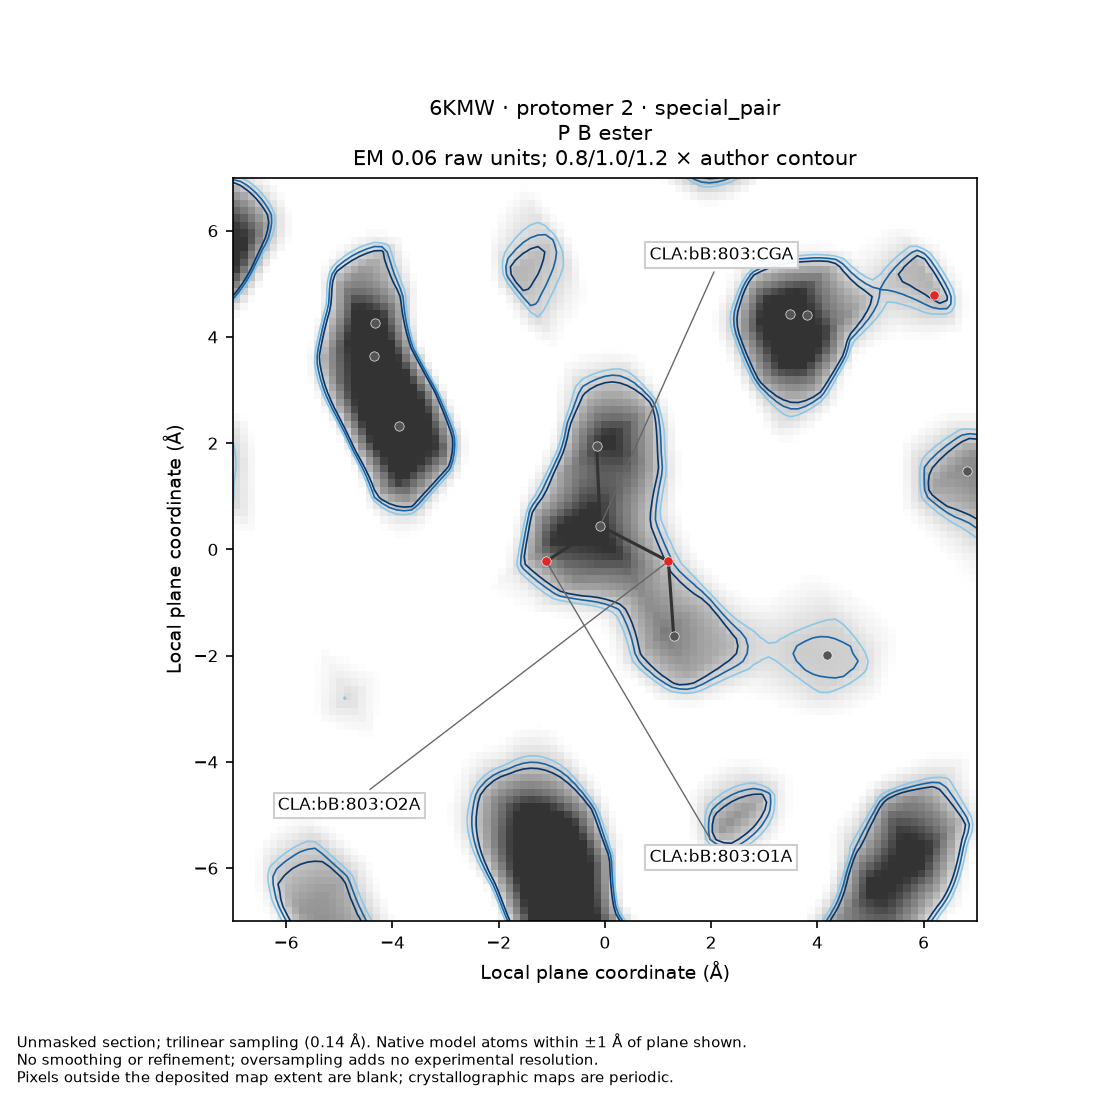 6KMW · protomer 2 · special_pair
P B ester
EM 0.06 raw units; 0.8/1.0/1.2 × author contour
CLA:bB:803:CGA
CLA:bB:803:O2A
CLA:bB:803:O1A
6
4
2
0
−2
−4
−6
Local plane coordinate (Å)
−6 −4 −2 0 2 4 6
Local plane coordinate (Å)
Unmasked section; trilinear sampling (0.14 Å). Native model atoms within ±1 Å of plane shown.
No smoothing or refinement; oversampling adds no experimental resolution.
Pixels outside the deposited map extent are blank; crystallographic maps are periodic.